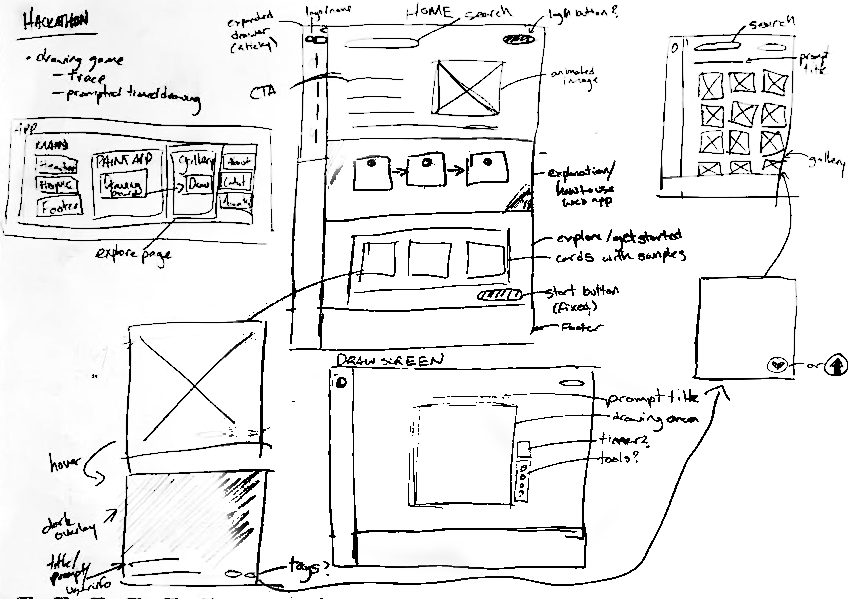 HACKATHON
• drawing game
– trace
– prompted timed drawing
APP
MAIN
Header
Home
Footer
PAINT APP
Drawing
board
Gallery
Draw
About
explore page
HOME
expanded
drawer
(sticky)
logo/name
search
login button?
CTA
animated
image
explanation/
how to use
web app
explore/get started
cards with samples
start button
(fixed)
Footer
search
prompt
title
gallery
or
hover
dark
overlay
title/
prompt/
user info
tags?
DRAW SCREEN
prompt title
drawing area
timer?
tools?